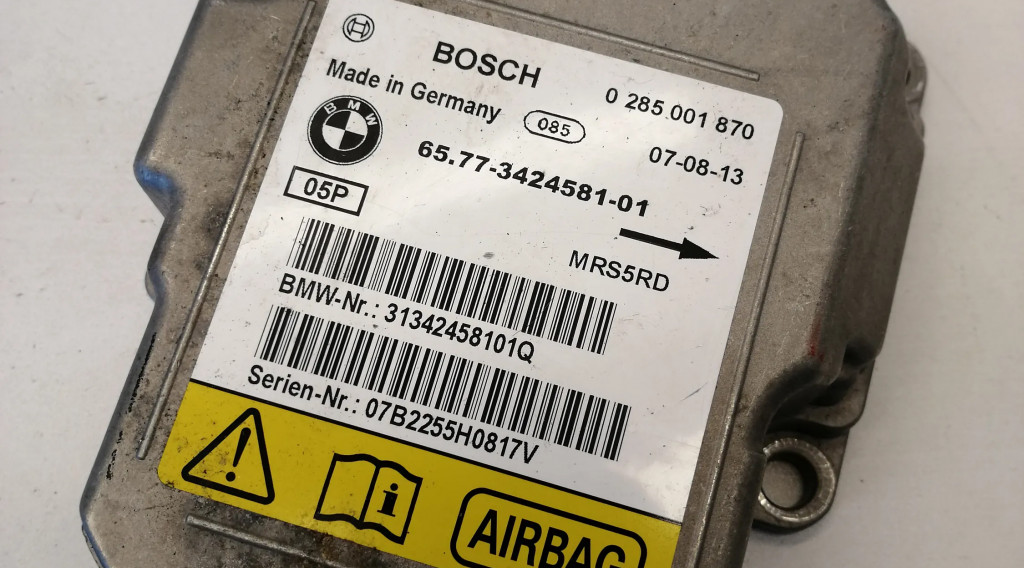 BOSCH 0 285 001 870
Made in Germany 085 07-08-13
BMW 65.77-3424581-01
05P
MRS5RD
BMW-Nr.: 31342458101Q
Serien-Nr.: 07B2255H0817V
AIRBAG